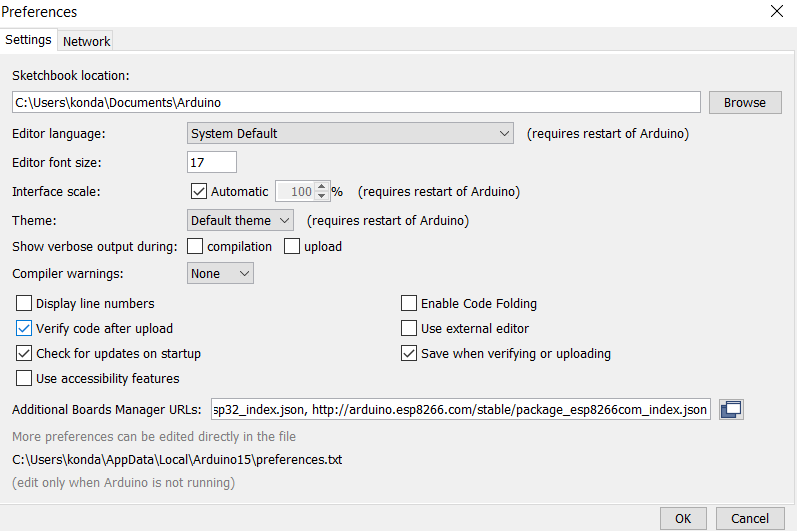 Preferences
Settings Network
Sketchbook location:
C:\Users\konda\Documents\Arduino Browse
Editor language: System Default (requires restart of Arduino)
Editor font size: 17
Interface scale: Automatic 100 % (requires restart of Arduino)
Theme: Default theme (requires restart of Arduino)
Show verbose output during: compilation upload
Compiler warnings: None
Display line numbers Enable Code Folding
Verify code after upload Use external editor
Check for updates on startup Save when verifying or uploading
Use accessibility features
Additional Boards Manager URLs: sp32_index.json, http://arduino.esp8266.com/stable/package_esp8266com_index.json
More preferences can be edited directly in the file
C:\Users\konda\AppData\Local\Arduino15\preferences.txt
(edit only when Arduino is not running)
OK Cancel